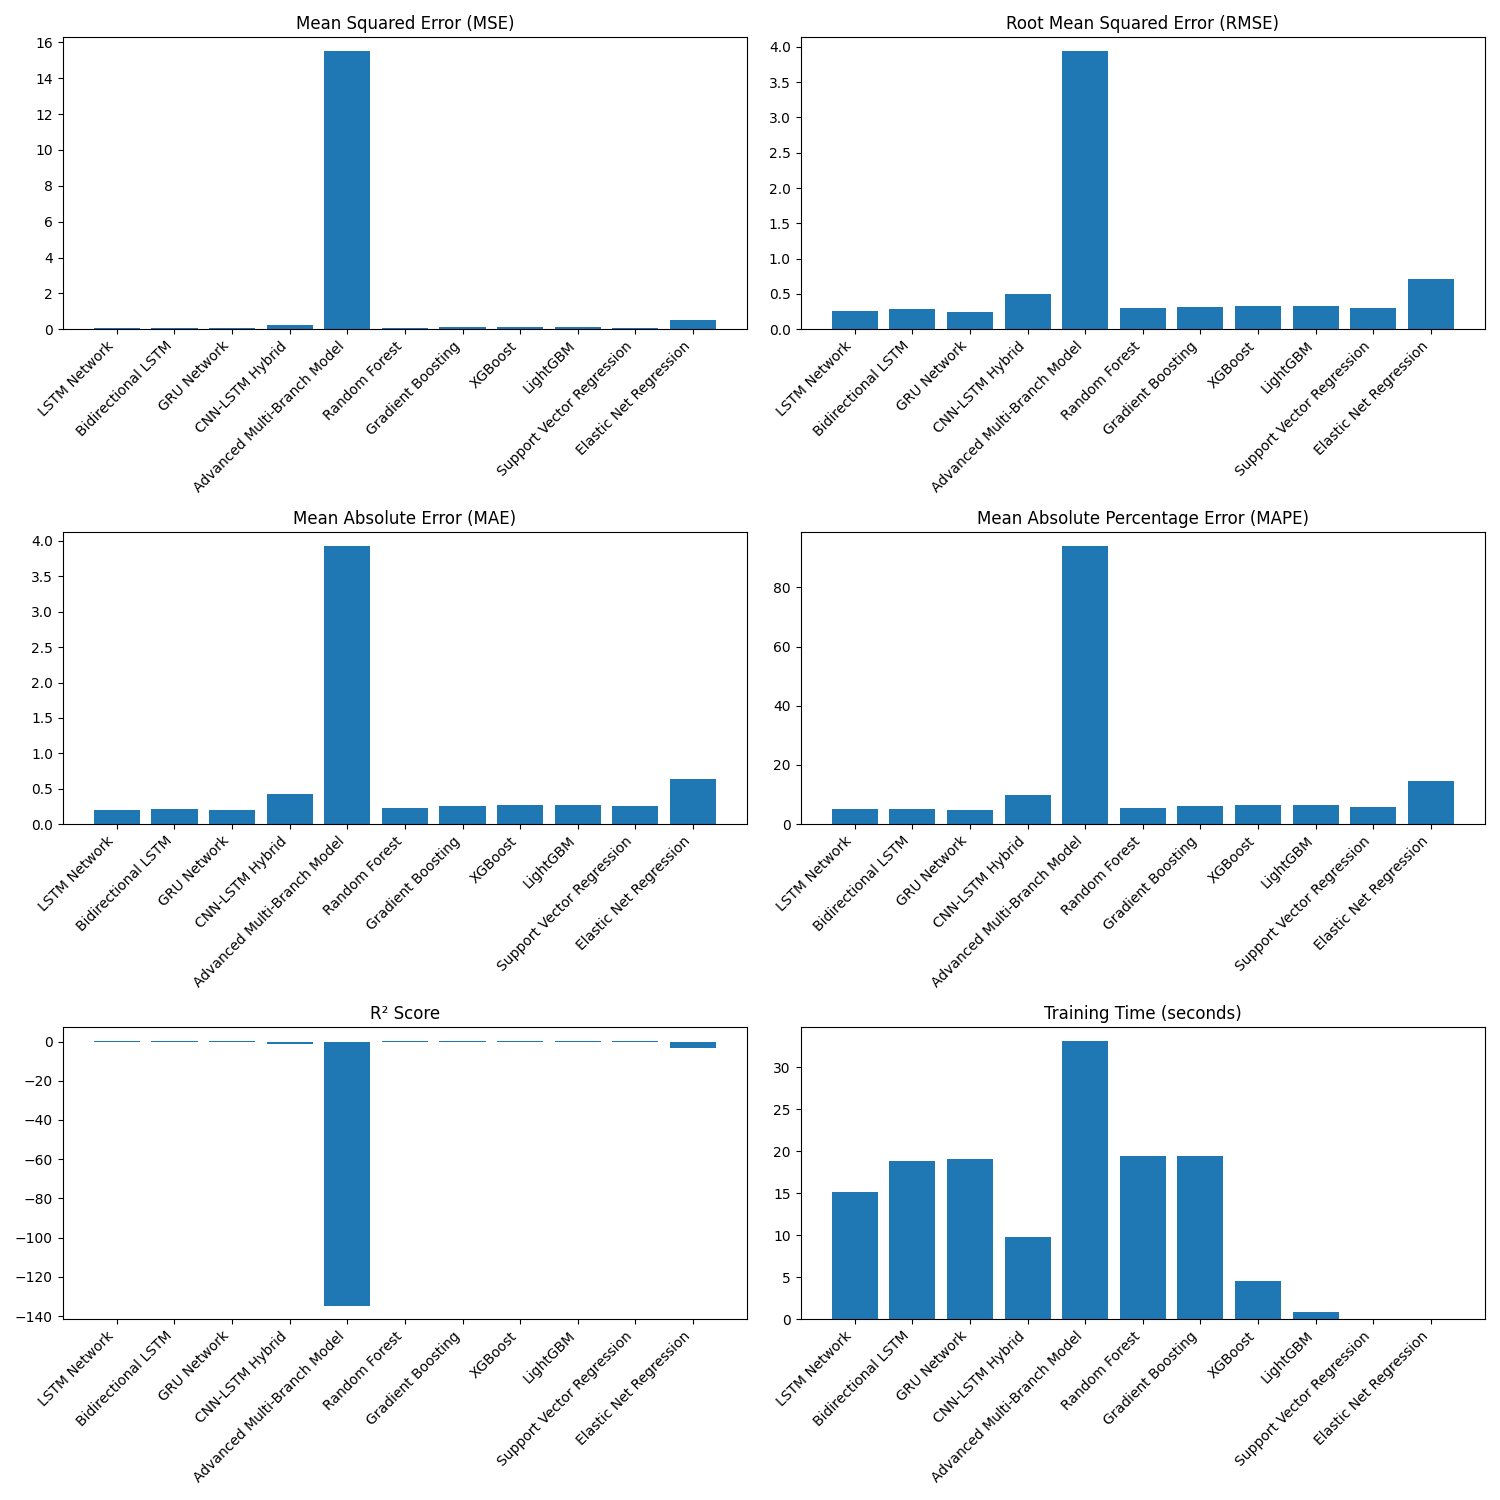 Mean Squared Error (MSE)
16
14
12
10
8
6
4
2
0
LSTM Network
Bidirectional LSTM
GRU Network
CNN-LSTM Hybrid
Advanced Multi-Branch Model
Random Forest
Gradient Boosting
XGBoost
LightGBM
Support Vector Regression
Elastic Net Regression
Root Mean Squared Error (RMSE)
4.0
3.5
3.0
2.5
2.0
1.5
1.0
0.5
0.0
LSTM Network
Bidirectional LSTM
GRU Network
CNN-LSTM Hybrid
Advanced Multi-Branch Model
Random Forest
Gradient Boosting
XGBoost
LightGBM
Support Vector Regression
Elastic Net Regression
Mean Absolute Error (MAE)
4.0
3.5
3.0
2.5
2.0
1.5
1.0
0.5
0.0
LSTM Network
Bidirectional LSTM
GRU Network
CNN-LSTM Hybrid
Advanced Multi-Branch Model
Random Forest
Gradient Boosting
XGBoost
LightGBM
Support Vector Regression
Elastic Net Regression
Mean Absolute Percentage Error (MAPE)
80
60
40
20
0
LSTM Network
Bidirectional LSTM
GRU Network
CNN-LSTM Hybrid
Advanced Multi-Branch Model
Random Forest
Gradient Boosting
XGBoost
LightGBM
Support Vector Regression
Elastic Net Regression
R² Score
0
−20
−40
−60
−80
−100
−120
−140
LSTM Network
Bidirectional LSTM
GRU Network
CNN-LSTM Hybrid
Advanced Multi-Branch Model
Random Forest
Gradient Boosting
XGBoost
LightGBM
Support Vector Regression
Elastic Net Regression
Training Time (seconds)
30
25
20
15
10
5
0
LSTM Network
Bidirectional LSTM
GRU Network
CNN-LSTM Hybrid
Advanced Multi-Branch Model
Random Forest
Gradient Boosting
XGBoost
LightGBM
Support Vector Regression
Elastic Net Regression